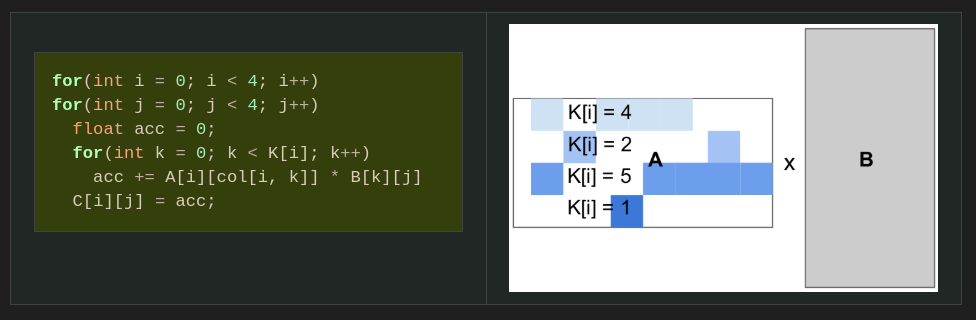 for(int i = 0; i < 4; i++)
for(int j = 0; j < 4; j++)
  float acc = 0;
  for(int k = 0; k < K[i]; k++)
    acc += A[i][col[i, k]] * B[k][j]
  C[i][j] = acc;
K[i] = 4
K[i] = 2
A
K[i] = 5
K[i] = 1
x
B